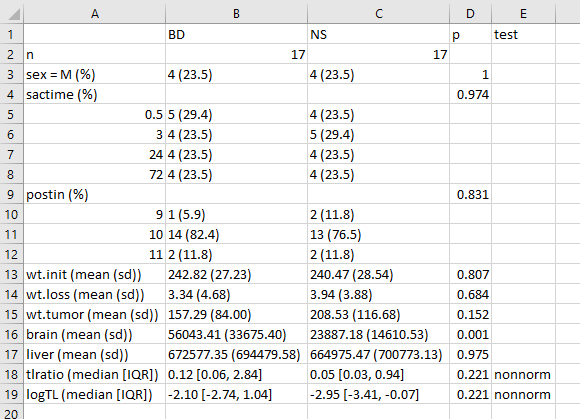 A B C D E
1 BD NS p test
2 n 17 17
3 sex = M (%) 4 (23.5) 4 (23.5) 1
4 sactime (%) 0.974
5 0.5 5 (29.4) 4 (23.5)
6 3 4 (23.5) 5 (29.4)
7 24 4 (23.5) 4 (23.5)
8 72 4 (23.5) 4 (23.5)
9 postin (%) 0.831
10 9 1 (5.9) 2 (11.8)
11 10 14 (82.4) 13 (76.5)
12 11 2 (11.8) 2 (11.8)
13 wt.init (mean (sd)) 242.82 (27.23) 240.47 (28.54) 0.807
14 wt.loss (mean (sd)) 3.34 (4.68) 3.94 (3.88) 0.684
15 wt.tumor (mean (sd)) 157.29 (84.00) 208.53 (116.68) 0.152
16 brain (mean (sd)) 56043.41 (33675.40) 23887.18 (14610.53) 0.001
17 liver (mean (sd)) 672577.35 (694479.58) 664975.47 (700773.13) 0.975
18 tlratio (median [IQR]) 0.12 [0.06, 2.84] 0.05 [0.03, 0.94] 0.221 nonnorm
19 logTL (median [IQR]) -2.10 [-2.74, 1.04] -2.95 [-3.41, -0.07] 0.221 nonnorm
20